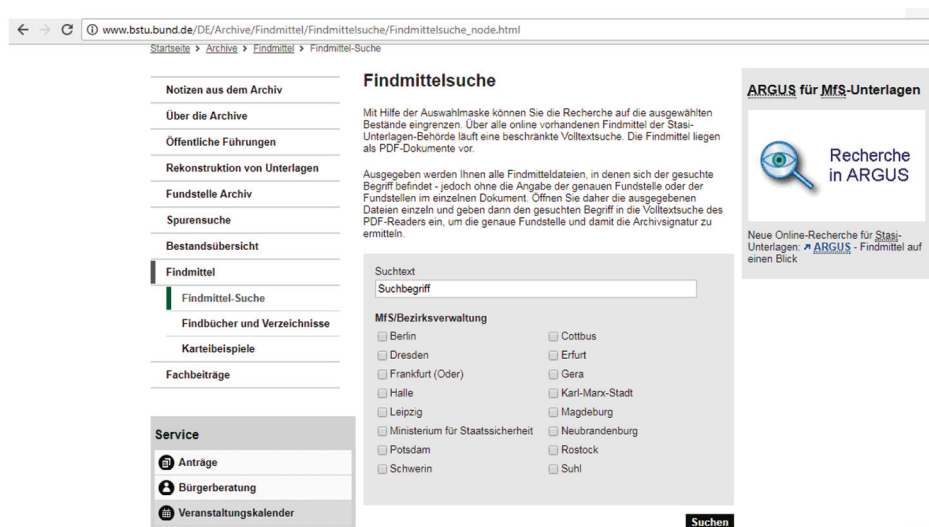 www.bstu.bund.de/DE/Archive/Findmittel/Findmittelsuche/Findmittelsuche_node.html
Startseite > Archive > Findmittel > Findmittel-Suche
Notizen aus dem Archiv
Über die Archive
Öffentliche Führungen
Rekonstruktion von Unterlagen
Fundstelle Archiv
Spurensuche
Bestandsübersicht
Findmittel
Findmittel-Suche
Findbücher und Verzeichnisse
Karteibeispiele
Fachbeiträge
Service
Anträge
Bürgerberatung
Veranstaltungskalender
Findmittelsuche
Mit Hilfe der Auswahlmaske können Sie die Recherche auf die ausgewählten
Bestände eingrenzen. Über alle online vorhandenen Findmittel der Stasi-
Unterlagen-Behörde läuft eine beschränkte Volltextsuche. Die Findmittel liegen
als PDF-Dokumente vor.
Ausgegeben werden Ihnen alle Findmitteldateien, in denen sich der gesuchte
Begriff befindet - jedoch ohne die Angabe der genauen Fundstelle oder der
Fundstellen im einzelnen Dokument. Öffnen Sie daher die ausgegebenen
Dateien einzeln und geben dann den gesuchten Begriff in die Volltextsuche des
PDF-Readers ein, um die genaue Fundstelle und damit die Archivsignatur zu
ermitteln.
Suchtext
Suchbegriff
MfS/Bezirksverwaltung
Berlin Cottbus
Dresden Erfurt
Frankfurt (Oder) Gera
Halle Karl-Marx-Stadt
Leipzig Magdeburg
Ministerium für Staatssicherheit Neubrandenburg
Potsdam Rostock
Schwerin Suhl
Suchen
ARGUS für MfS-Unterlagen
Recherche
in ARGUS
Neue Online-Recherche für Stasi-
Unterlagen: ARGUS - Findmittel auf
einen Blick